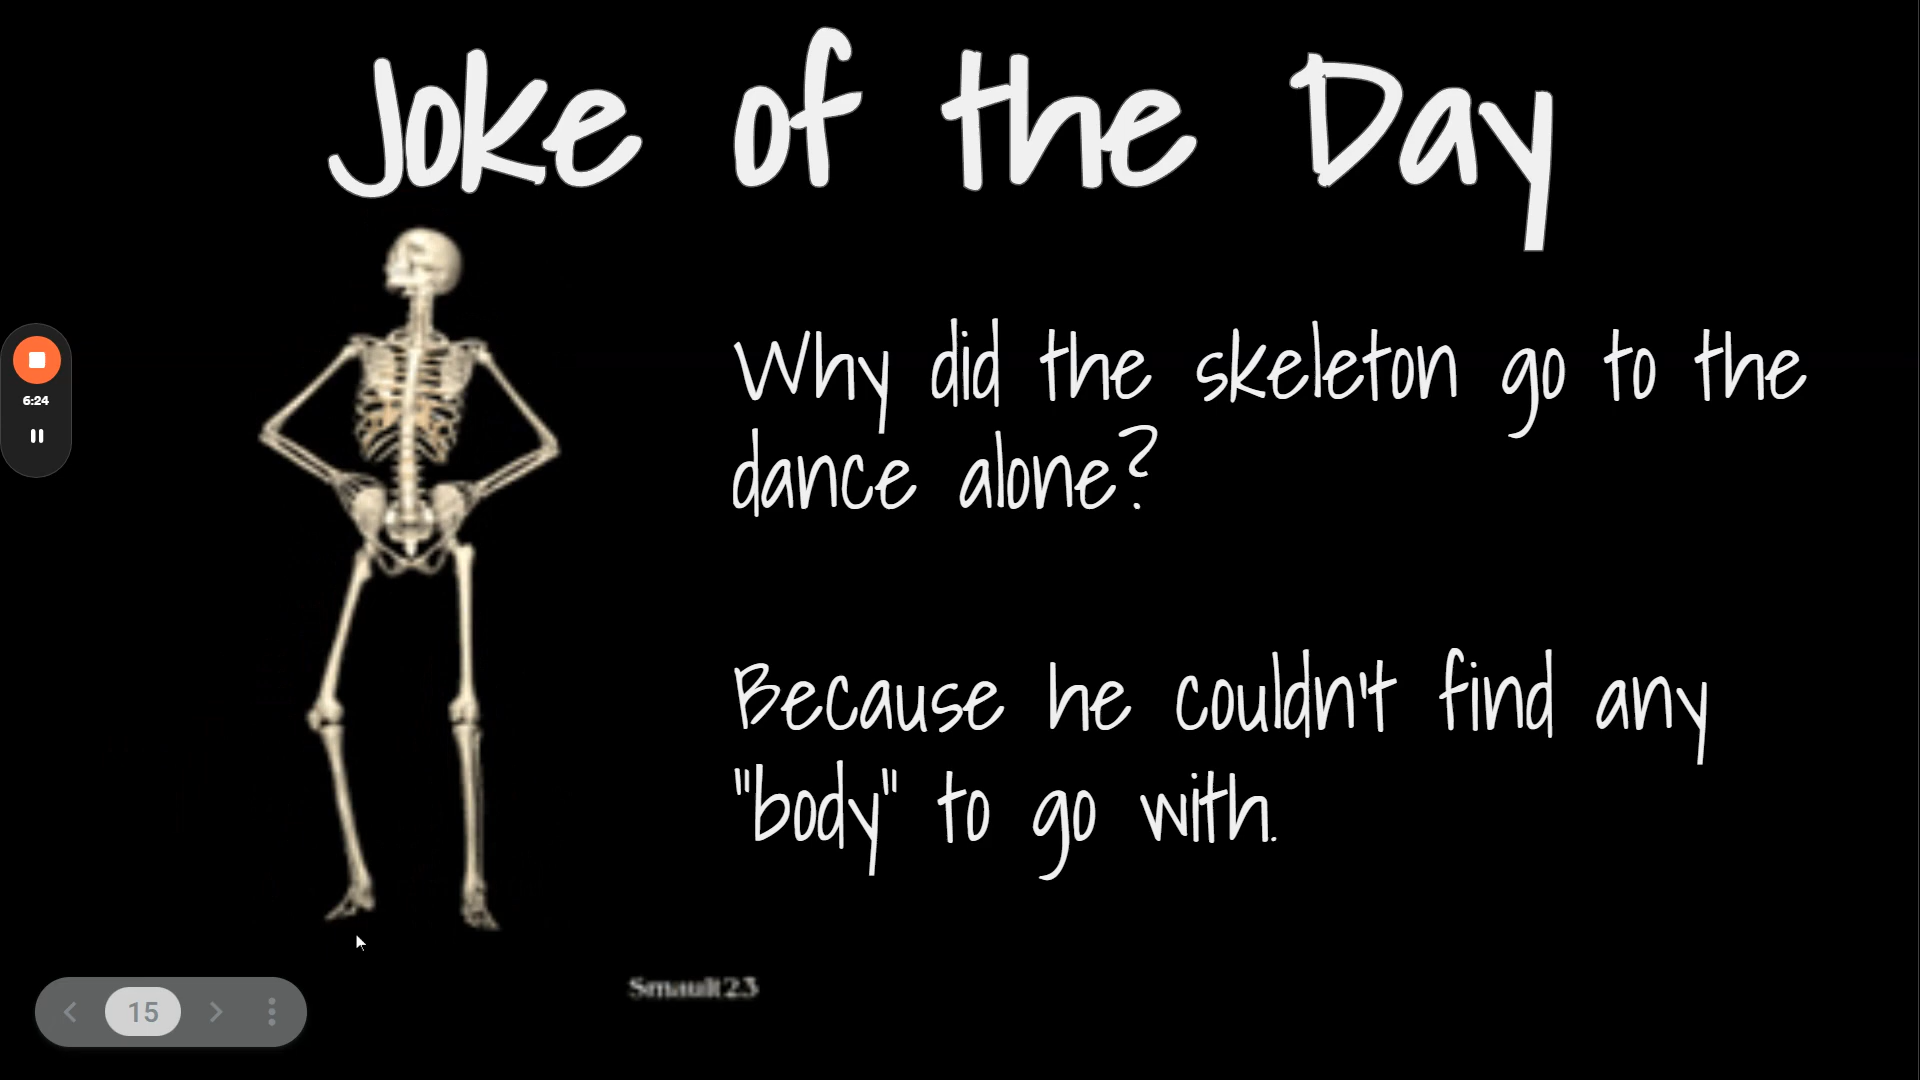 Joke of the Day
Why did the skeleton go to the
dance alone?
6:24
Because he couldn't find any
"body" to go with.
Smault23
15